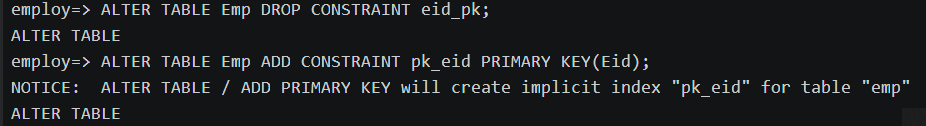 employ=> ALTER TABLE Emp DROP CONSTRAINT eid_pk;
ALTER TABLE
employ=> ALTER TABLE Emp ADD CONSTRAINT pk_eid PRIMARY KEY(Eid);
NOTICE:  ALTER TABLE / ADD PRIMARY KEY will create implicit index "pk_eid" for table "emp"
ALTER TABLE